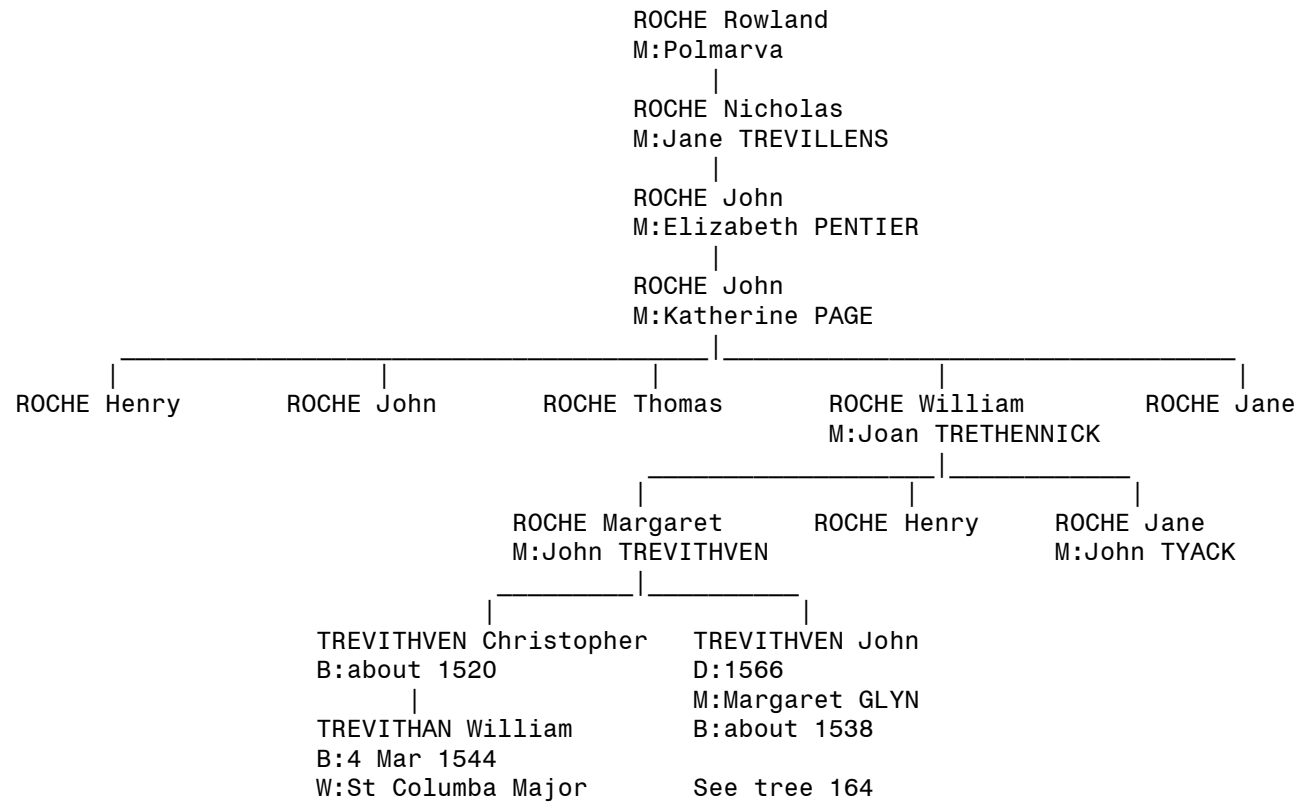 ROCHE Rowland
M:Polmarva
ROCHE Nicholas
M:Jane TREVILLENS
ROCHE John
M:Elizabeth PENTIER
ROCHE John
M:Katherine PAGE
ROCHE Henry ROCHE John ROCHE Thomas ROCHE William ROCHE Jane
M:Joan TRETHENNICK
ROCHE Margaret ROCHE Henry ROCHE Jane
M:John TREVITHVEN M:John TYACK
TREVITHVEN Christopher TREVITHVEN John
B:about 1520 D:1566
M:Margaret GLYN
TREVITHAN William B:about 1538
B:4 Mar 1544
W:St Columba Major See tree 164